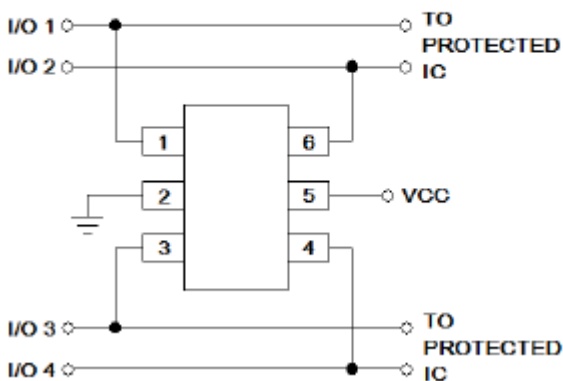 I/O 1
TO
PROTECTED
I/O 2
IC
1
6
2
5
VCC
3
4
I/O 3
TO
PROTECTED
I/O 4
IC